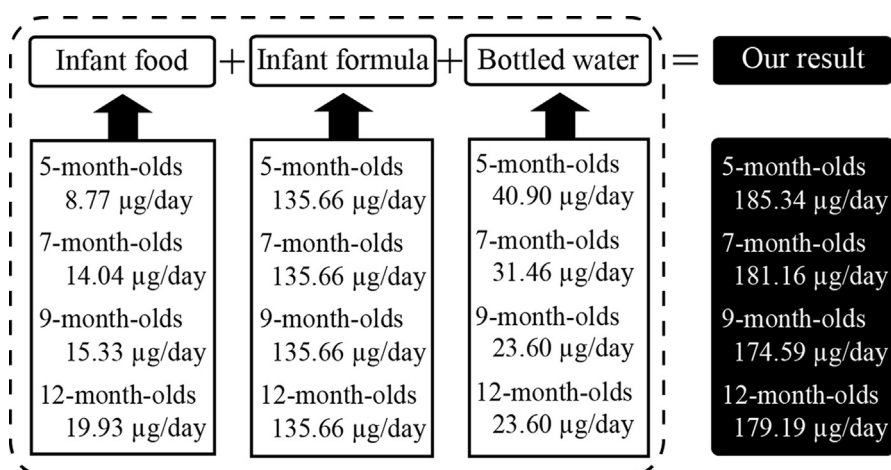 Infant food + Infant formula + Bottled water = Our result
5-month-olds
8.77 µg/day
7-month-olds
14.04 µg/day
9-month-olds
15.33 µg/day
12-month-olds
19.93 µg/day
5-month-olds
135.66 µg/day
7-month-olds
135.66 µg/day
9-month-olds
135.66 µg/day
12-month-olds
135.66 µg/day
5-month-olds
40.90 µg/day
7-month-olds
31.46 µg/day
9-month-olds
23.60 µg/day
12-month-olds
23.60 µg/day
5-month-olds
185.34 µg/day
7-month-olds
181.16 µg/day
9-month-olds
174.59 µg/day
12-month-olds
179.19 µg/day